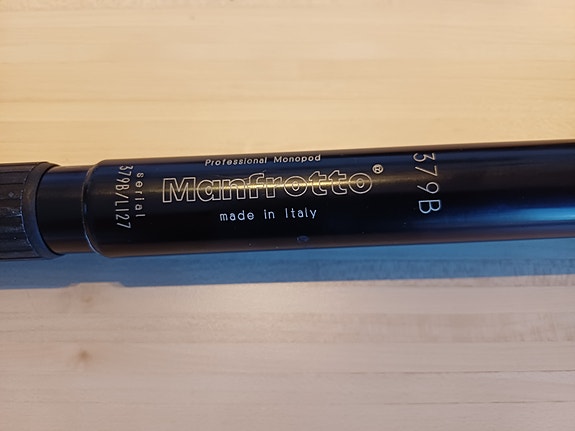 Professional Monopod
Manfrotto®
made in Italy
serial
379B/L127
379B